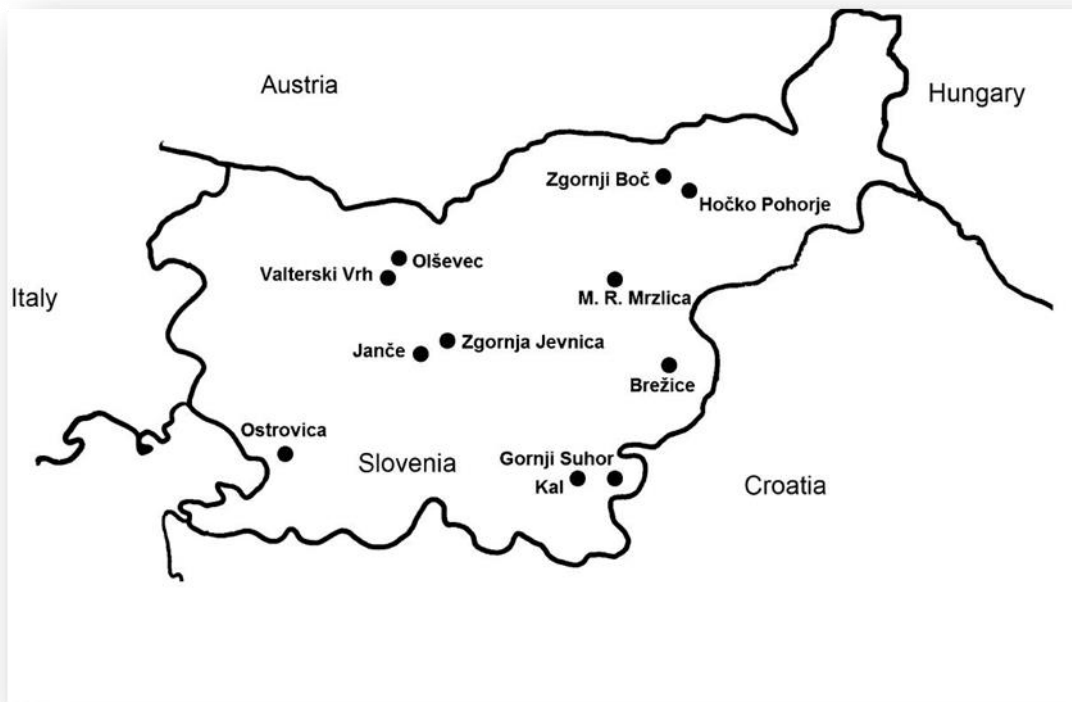 Austria
Hungary
Zgornji Boč
Hočko Pohorje
Olševec
Valterski Vrh
Italy
M. R. Mrzlica
Zgornja Jevnica
Janče
Brežice
Ostrovica
Slovenia
Gornji Suhor
Kal
Croatia